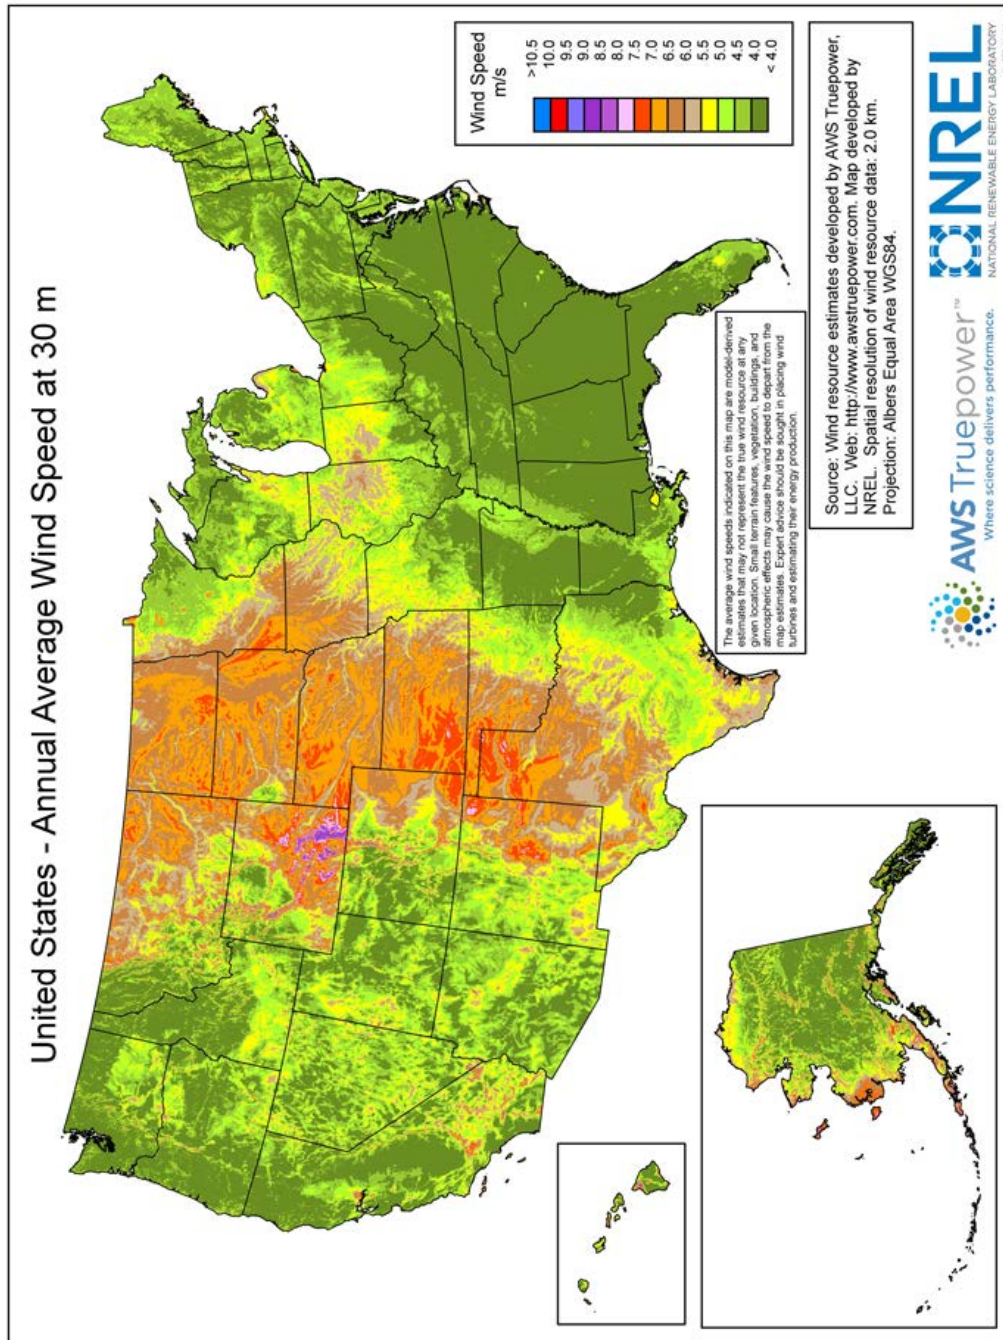 United States - Annual Average Wind Speed at 30 m
Wind Speed
m/s
>10.5
10.0
9.5
9.0
8.5
8.0
7.5
7.0
6.5
6.0
5.5
5.0
4.5
4.0
< 4.0
The average wind speeds indicated on this map are model-derived
estimates that may not represent the true wind resource at any
given location. Small terrain features, vegetation, buildings, and
atmospheric effects may cause the wind speed to depart from the
map estimates. Expert advice should be sought in placing wind
turbines and estimating their energy production.
Source: Wind resource estimates developed by AWS Truepower,
LLC. Web: http://www.awstruepower.com. Map developed by
NREL. Spatial resolution of wind resource data: 2.0 km.
Projection: Albers Equal Area WGS84.
AWS Truepower™
Where science delivers performance.
NREL
NATIONAL RENEWABLE ENERGY LABORATORY